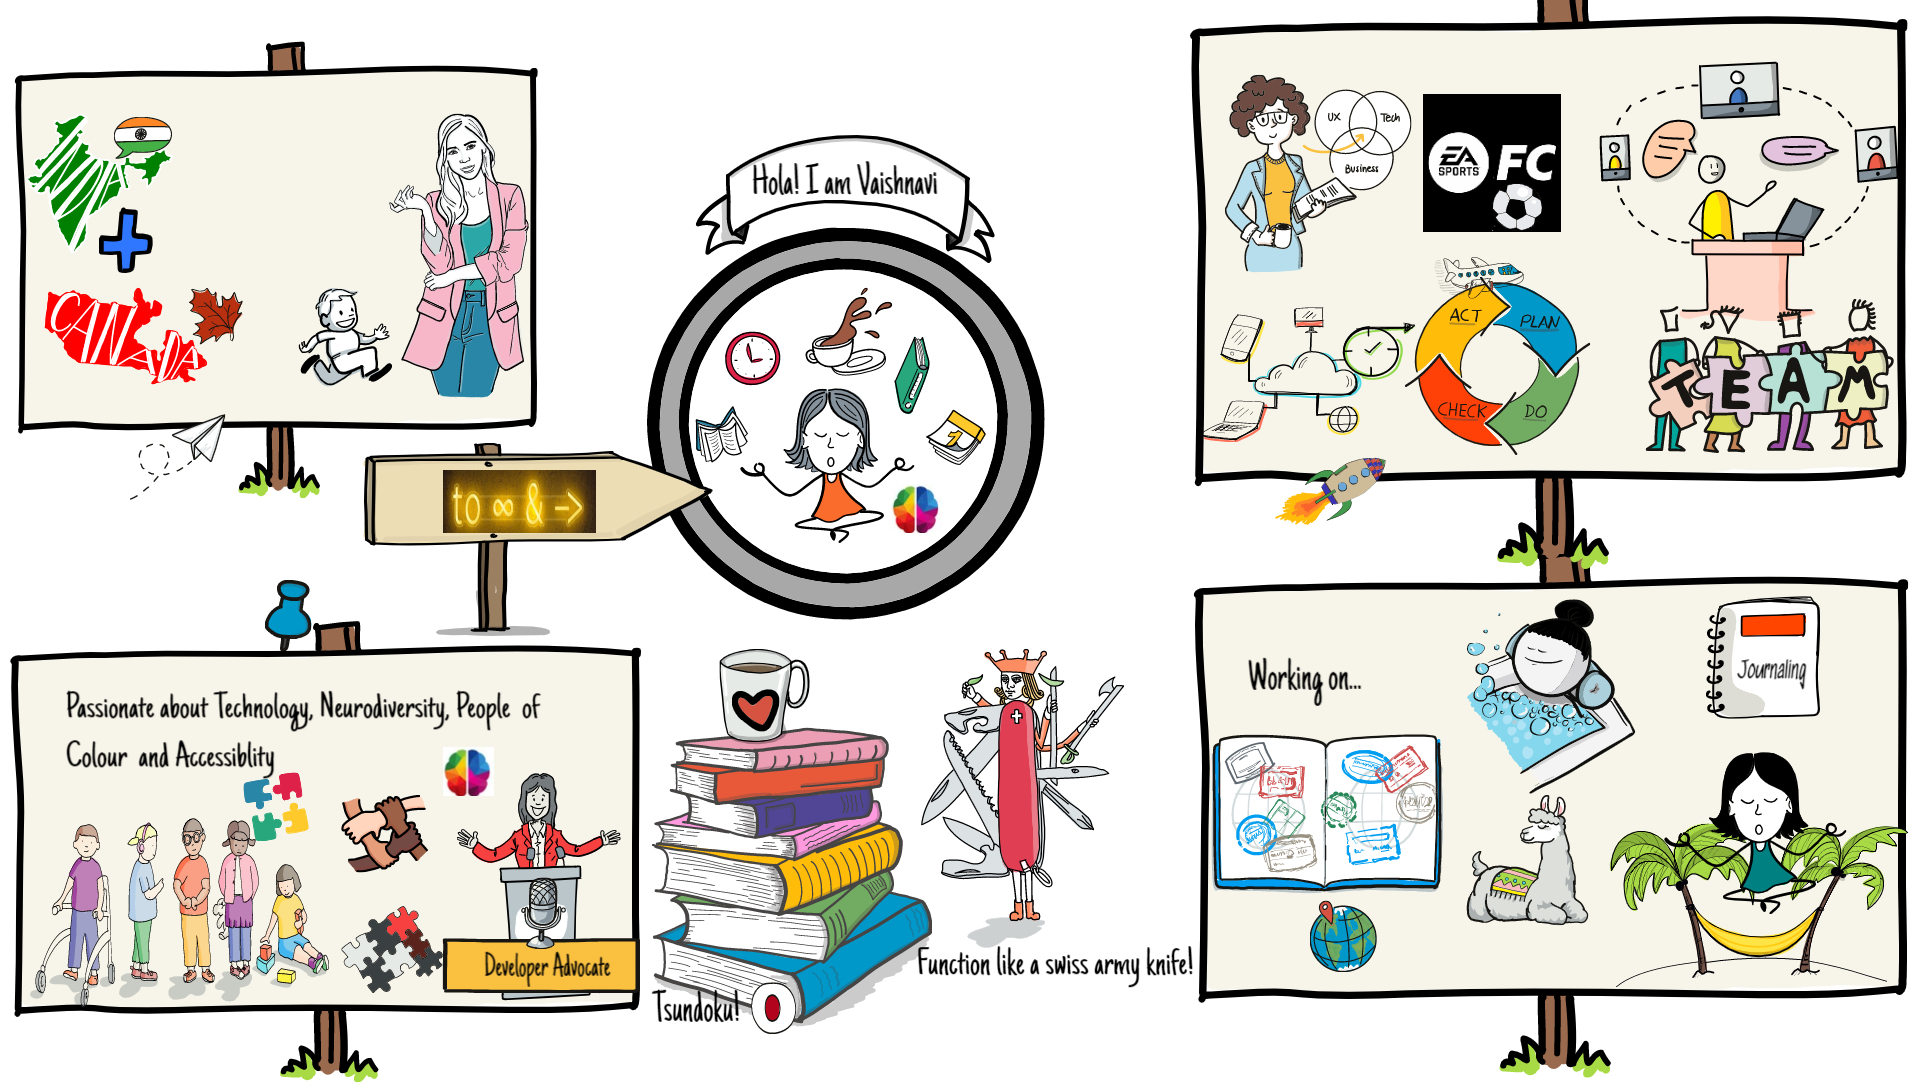 INDIA
CANADA
Hola! I am Vaishnavi
to ∞ & ->
UX
Tech
Business
EA
SPORTS
FC
ACT
PLAN
CHECK
DO
TEAM
Passionate about Technology, Neurodiversity, People of
Colour and Accessiblity
Developer Advocate
Tsundoku!
Function like a swiss army knife!
Working on...
Journaling